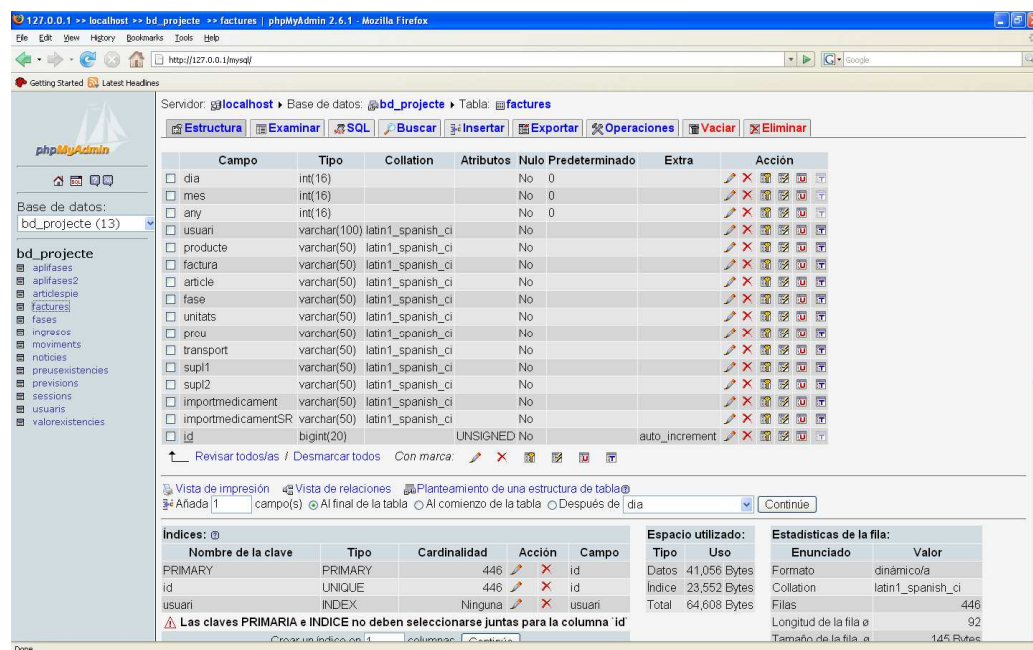 127.0.0.1 >> localhost >> bd_projecte >> factures | phpMyAdmin 2.6.1 - Mozilla Firefox
File Edit View History Bookmarks Tools Help
http://127.0.0.1/mysql/
Google
Getting Started Latest Headlines
phpMyAdmin
Base de datos:
bd_projecte (13)
bd_projecte
aplifases
aplifases2
articlespie
factures
fases
ingresos
moviments
noticies
preusexistencies
previsions
sessions
usuaris
valorexistencies
Servidor: localhost Base de datos: bd_projecte Tabla: factures
Estructura Examinar SQL Buscar Insertar Exportar Operaciones Vaciar Eliminar
Campo Tipo Collation Atributos Nulo Predeterminado Extra Acción
dia int(16) No 0
mes int(16) No 0
any int(16) No 0
usuari varchar(100) latin1_spanish_ci No
producte varchar(50) latin1_spanish_ci No
factura varchar(50) latin1_spanish_ci No
article varchar(50) latin1_spanish_ci No
fase varchar(50) latin1_spanish_ci No
unitats varchar(50) latin1_spanish_ci No
preu varchar(50) latin1_spanish_ci No
transport varchar(50) latin1_spanish_ci No
supl1 varchar(50) latin1_spanish_ci No
supl2 varchar(50) latin1_spanish_ci No
importmedicament varchar(50) latin1_spanish_ci No
importmedicamentSR varchar(50) latin1_spanish_ci No
id bigint(20) UNSIGNED No auto_increment
Revisar todos/as / Desmarcar todos Con marca:
Vista de impresión Vista de relaciones Planteamiento de una estructura de tabla
Añada 1 campo(s) Al final de la tabla Al comienzo de la tabla Después de dia Continúe
Índices:
Nombre de la clave Tipo Cardinalidad Acción Campo
PRIMARY PRIMARY 446 id
id UNIQUE 446 id
usuari INDEX Ninguna usuari
Las claves PRIMARIA e INDICE no deben seleccionarse juntas para la columna `id`
Crear un índice en 1 columnas Continúe
Espacio utilizado:
Tipo Uso
Datos 41,056 Bytes
Índice 23,552 Bytes
Total 64,608 Bytes
Estadísticas de la fila:
Enunciado Valor
Formato dinámico/a
Collation latin1_spanish_ci
Filas 446
Longitud de la fila ø 92
Tamaño de la fila ø 145 Bytes
Done